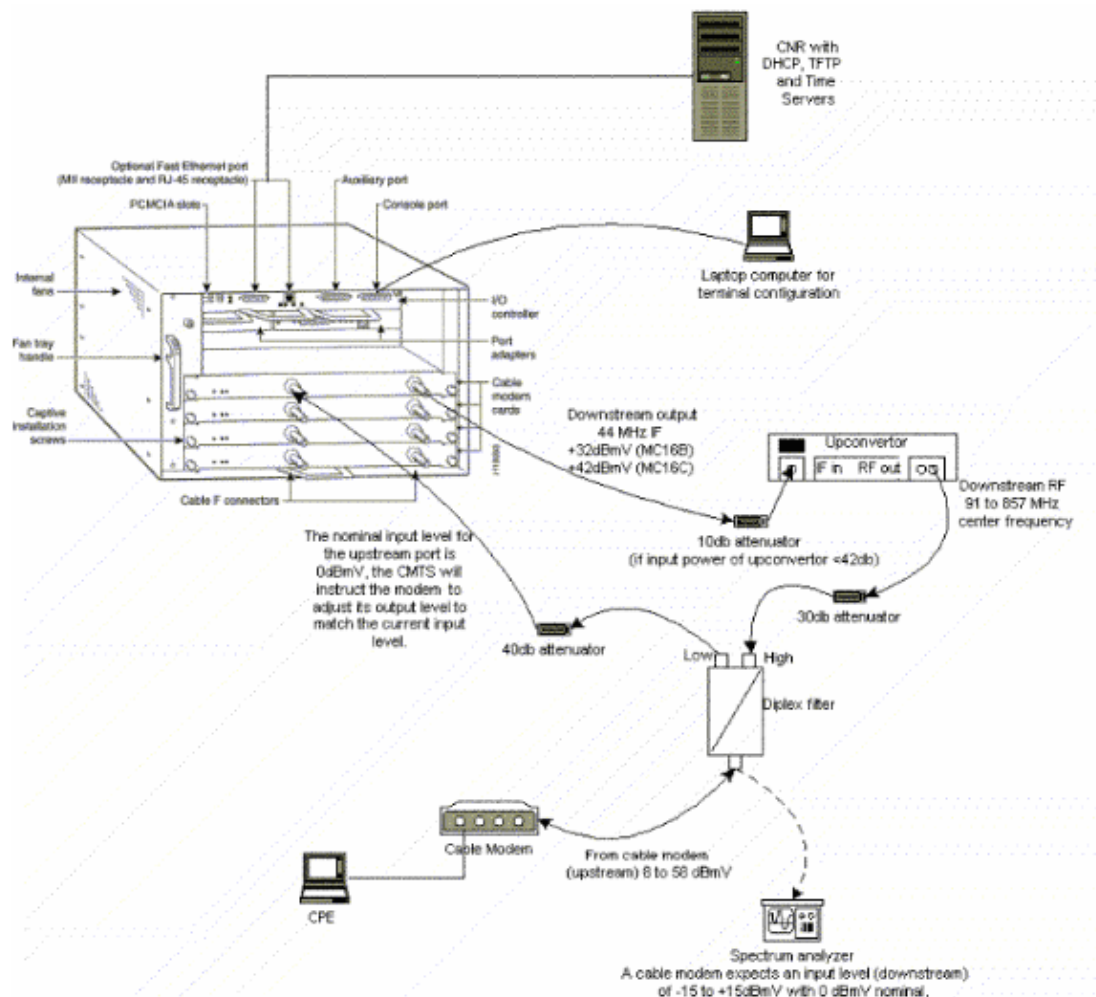 CNR with
DHCP, TFTP
and Time
Servers
Optional Fast Ethernet port
(MII receptacle and RJ-45 receptacle)
Auxiliary port
PCMCIA slots
Console port
Laptop computer for
terminal configuration
Internal
fans
I/O
controller
Fan tray
handle
Port
adapters
Cable
modem
cards
Captive
installation
screws
Cable F connectors
Downstream output
44 MHz IF
+32dBmV (MC16B)
+42dBmV (MC16C)
Upconvertor
IF in
RF out
Downstream RF
91 to 857 MHz
center frequency
10db attenuator
(if input power of upconvertor <42db)
The nominal input level for
the upstream port is
0dBmV, the CMTS will
instruct the modem to
adjust its output level to
match the current input
level.
30db attenuator
40db attenuator
Low
High
Diplex filter
Cable Modem
From cable modem
(upstream) 8 to 58 dBmV
CPE
Spectrum analyzer
A cable modem expects an input level (downstream)
of -15 to +15dBmV with 0 dBmV nominal.